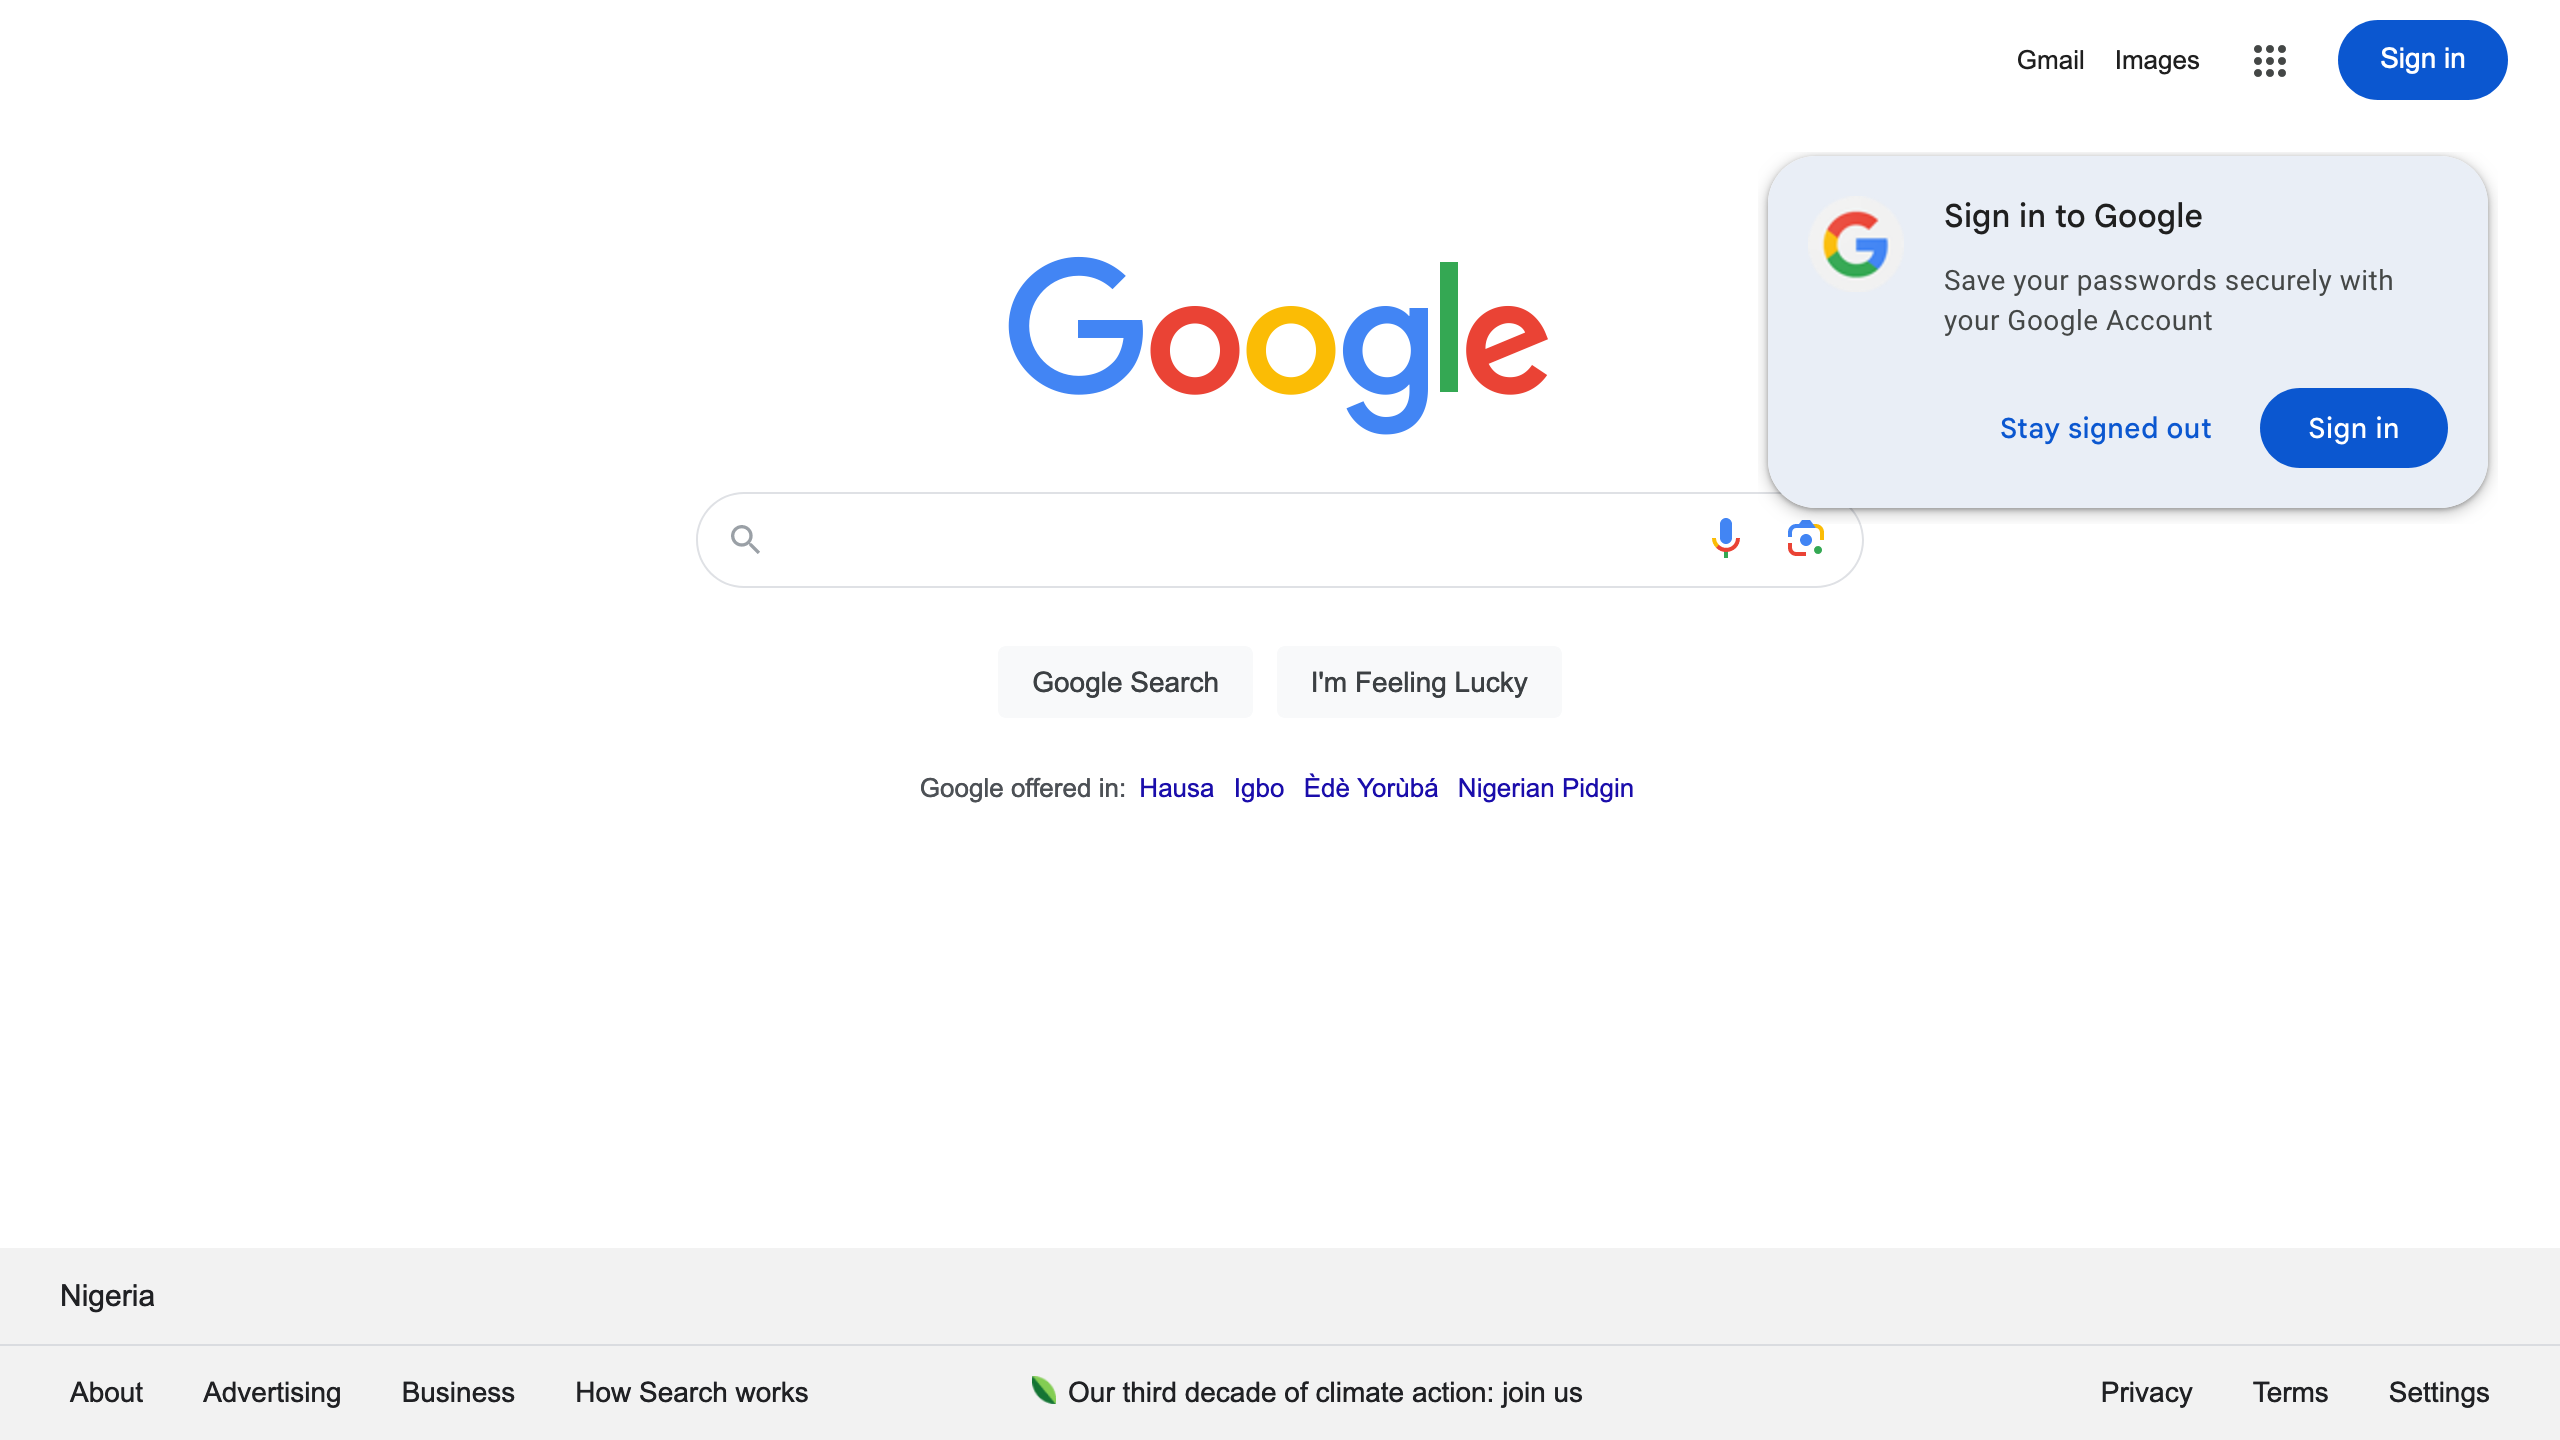 Gmail Images Sign in
Sign in to Google
Save your passwords securely with
your Google Account
Stay signed out Sign in
Google
Google Search I'm Feeling Lucky
Google offered in: Hausa Igbo Èdè Yorùbá Nigerian Pidgin
Nigeria
About Advertising Business How Search works Our third decade of climate action: join us Privacy Terms Settings